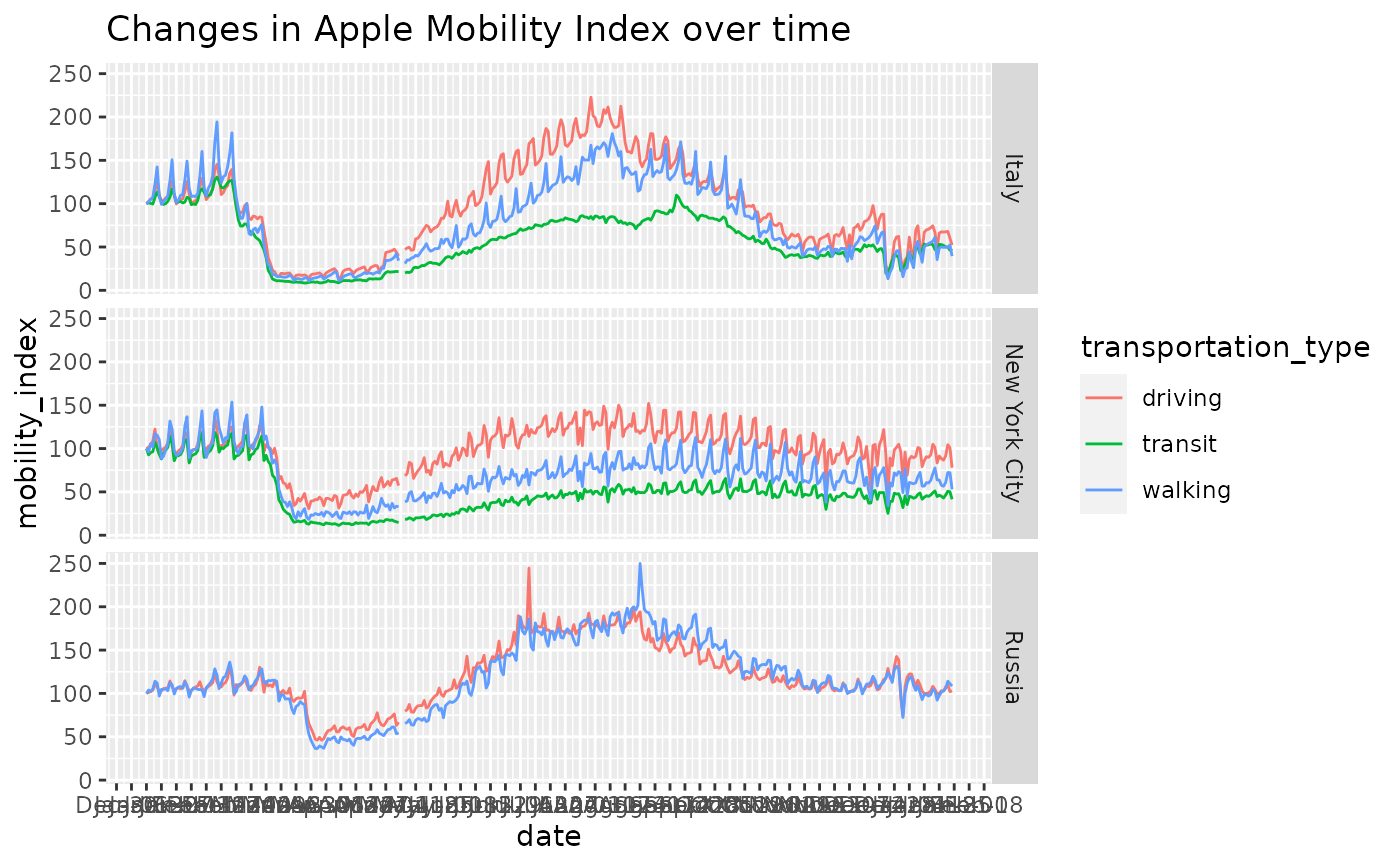 Changes in Apple Mobility Index over time
250
200
150
100
50
0
Italy
250
200
150
100
50
0
New York City
250
200
150
100
50
0
Russia
mobility_index
date
transportation_type
driving
transit
walking